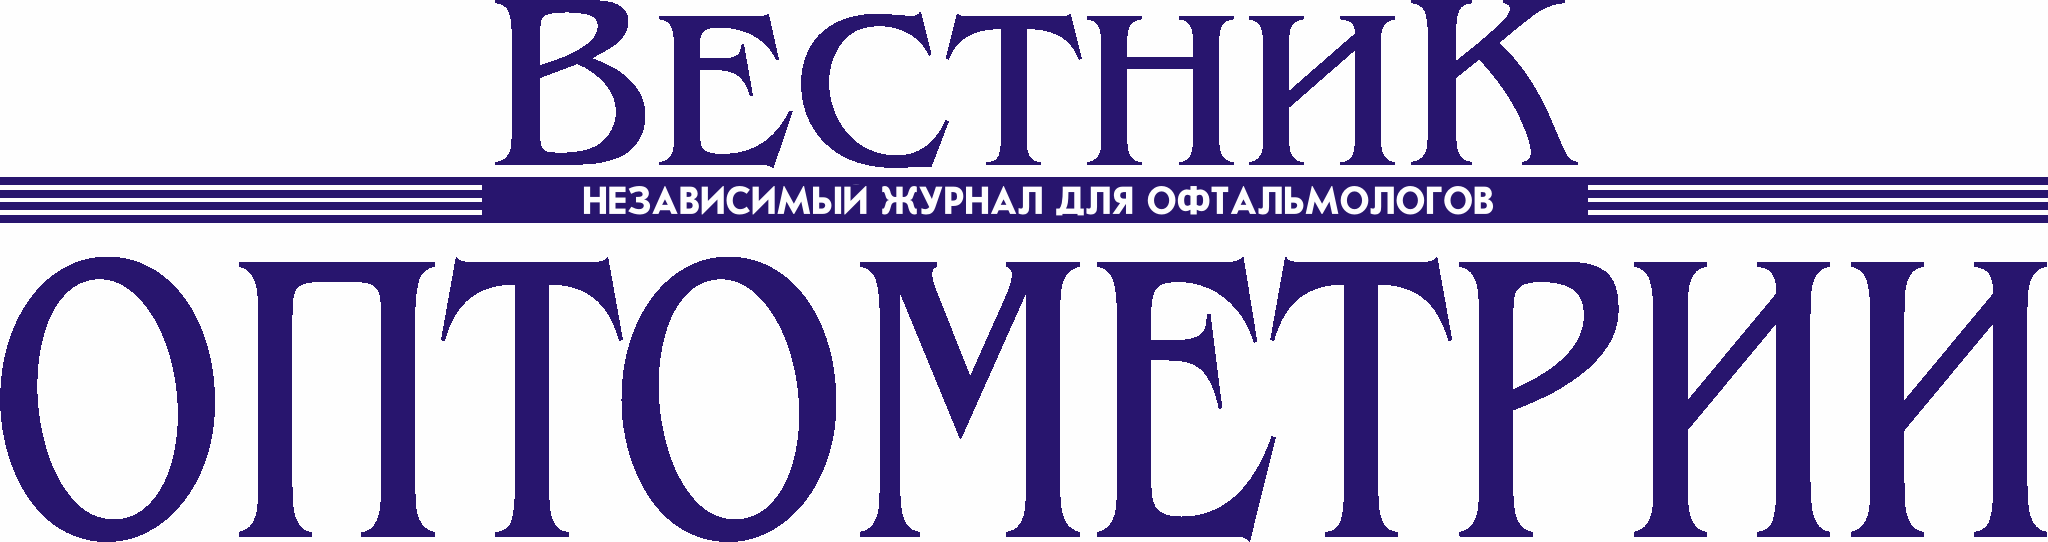 ВЕСТНИК
НЕЗАВИСИМЫЙ ЖУРНАЛ ДЛЯ ОФТАЛЬМОЛОГОВ
ОПТОМЕТРИИ